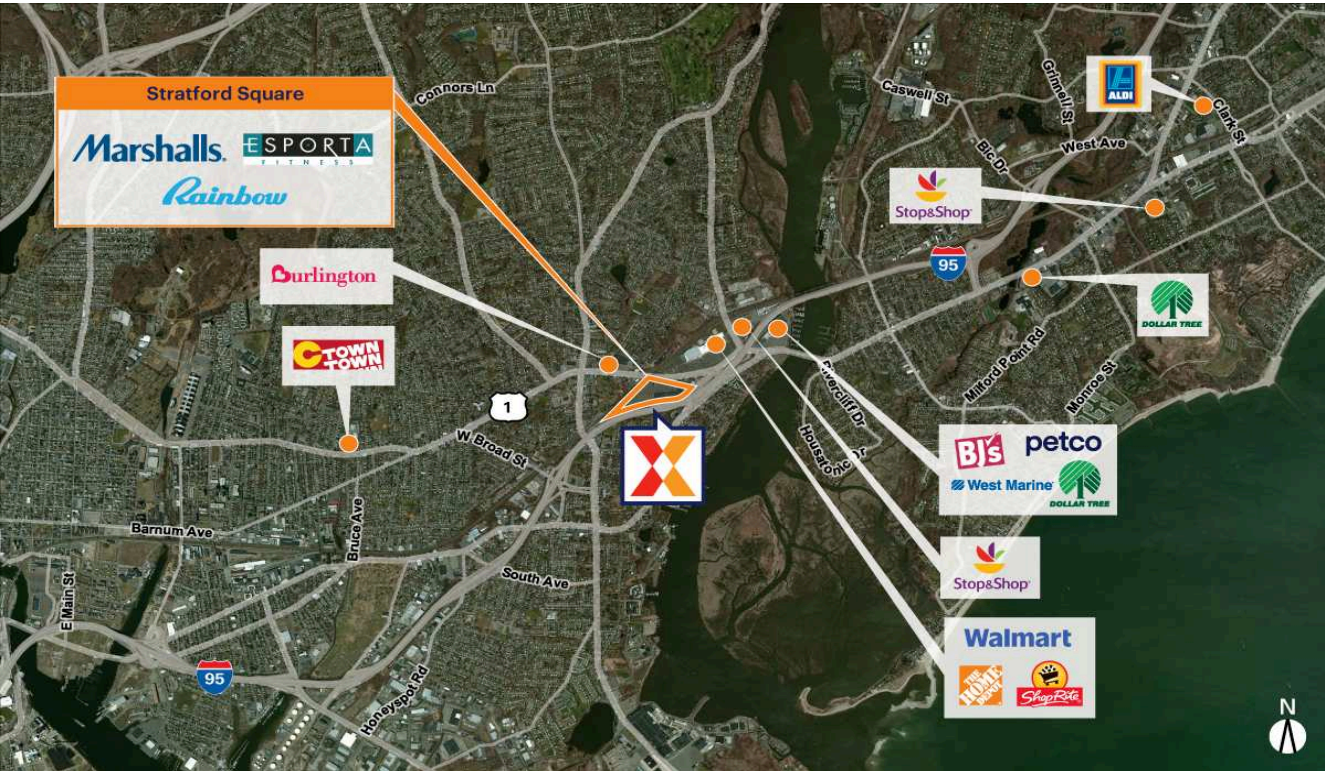 Stratford Square
Marshalls.
ESPORTA
FITNESS
Rainbow
Connors Ln
Caswell St
Grinnell St
ALDI
Clark St
Bic Dr
West Ave
Stop&Shop
95
Burlington
DOLLAR TREE
CTOWN
TOWN
1
Milford Point Rd
Monroe St
Rivercliff Dr
W Broad St
Housatonic Dr
BJ's
petco
West Marine
DOLLAR TREE
Barnum Ave
Bruce Ave
South Ave
Stop&Shop
E Main St
Walmart
THE
HOME
DEPOT
ShopRite
95
Honeyspot Rd
N